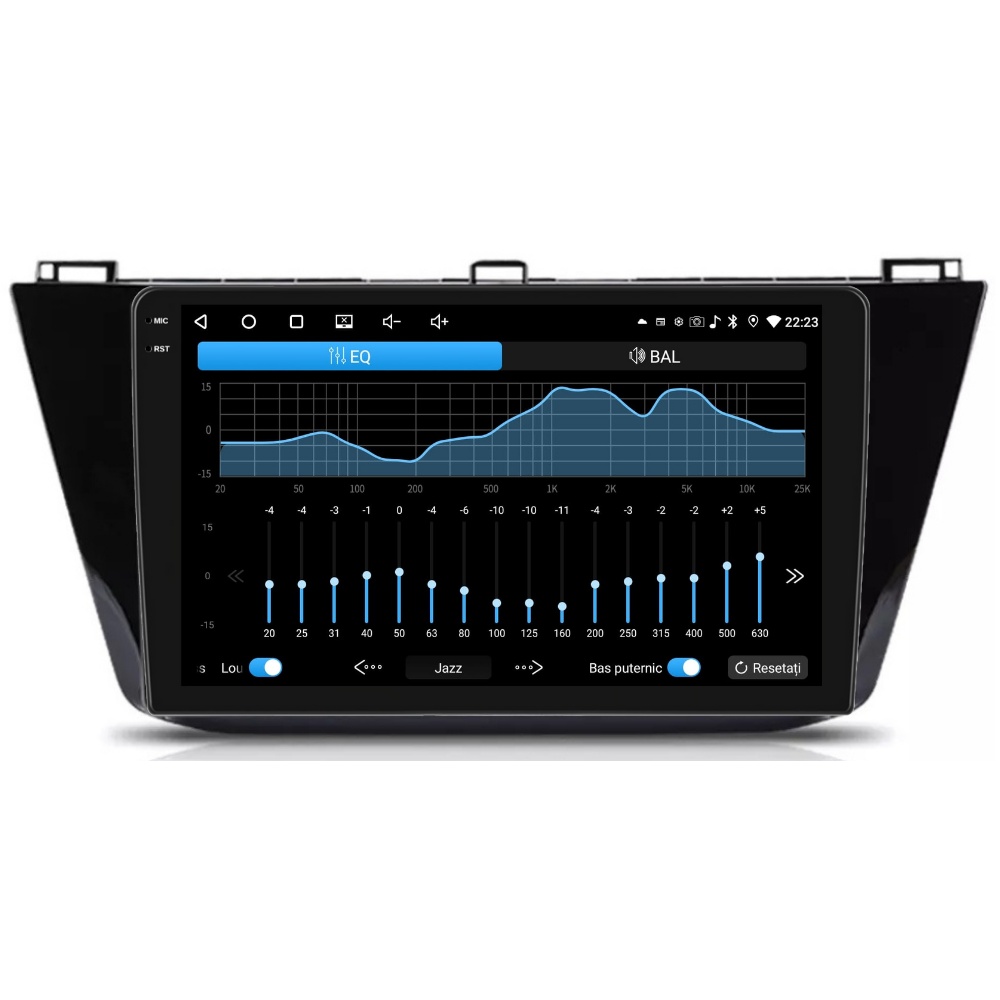 MIC
22:23
RST
EQ BAL
15
0
-15
20 50 100 200 500 1K 2K 5K 10K 25K
-4 -4 -3 -1 0 -4 -6 -10 -10 -11 -4 -3 -2 -2 +2 +5
15
0
-15
20 25 31 40 50 63 80 100 125 160 200 250 315 400 500 630
s Lou Jazz Bas puternic Resetați